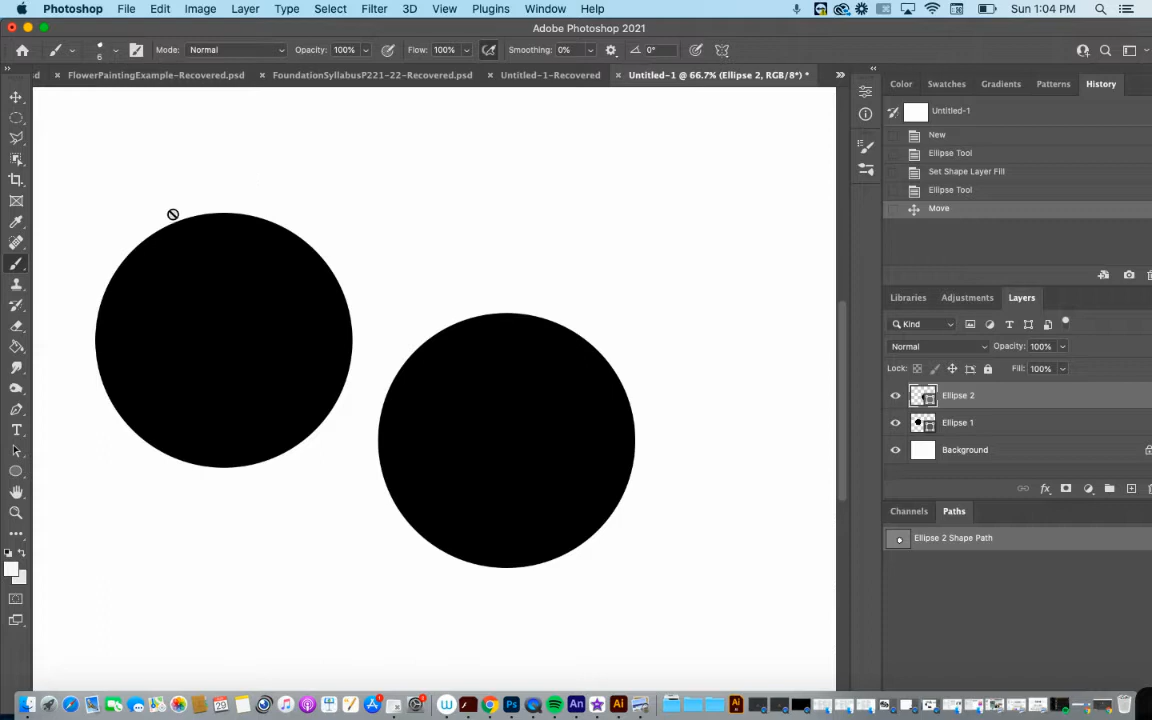 Photoshop File Edit Image Layer Type Select Filter 3D View Plugins Window Help Sun 1:04 PM
Adobe Photoshop 2021
6 Mode: Normal Opacity: 100% Flow: 100% Smoothing: 0% 0°
d FlowerPaintingExample-Recovered.psd FoundationSyllabusP221-22-Recovered.psd Untitled-1-Recovered Untitled-1 @ 66.7% (Ellipse 2, RGB/8*) *
Color Swatches Gradients Patterns History
Untitled-1
New
Ellipse Tool
Set Shape Layer Fill
Ellipse Tool
Move
Libraries Adjustments Layers
Kind
Normal Opacity: 100%
Lock: Fill: 100%
Ellipse 2
Ellipse 1
Background
fx
Channels Paths
Ellipse 2 Shape Path